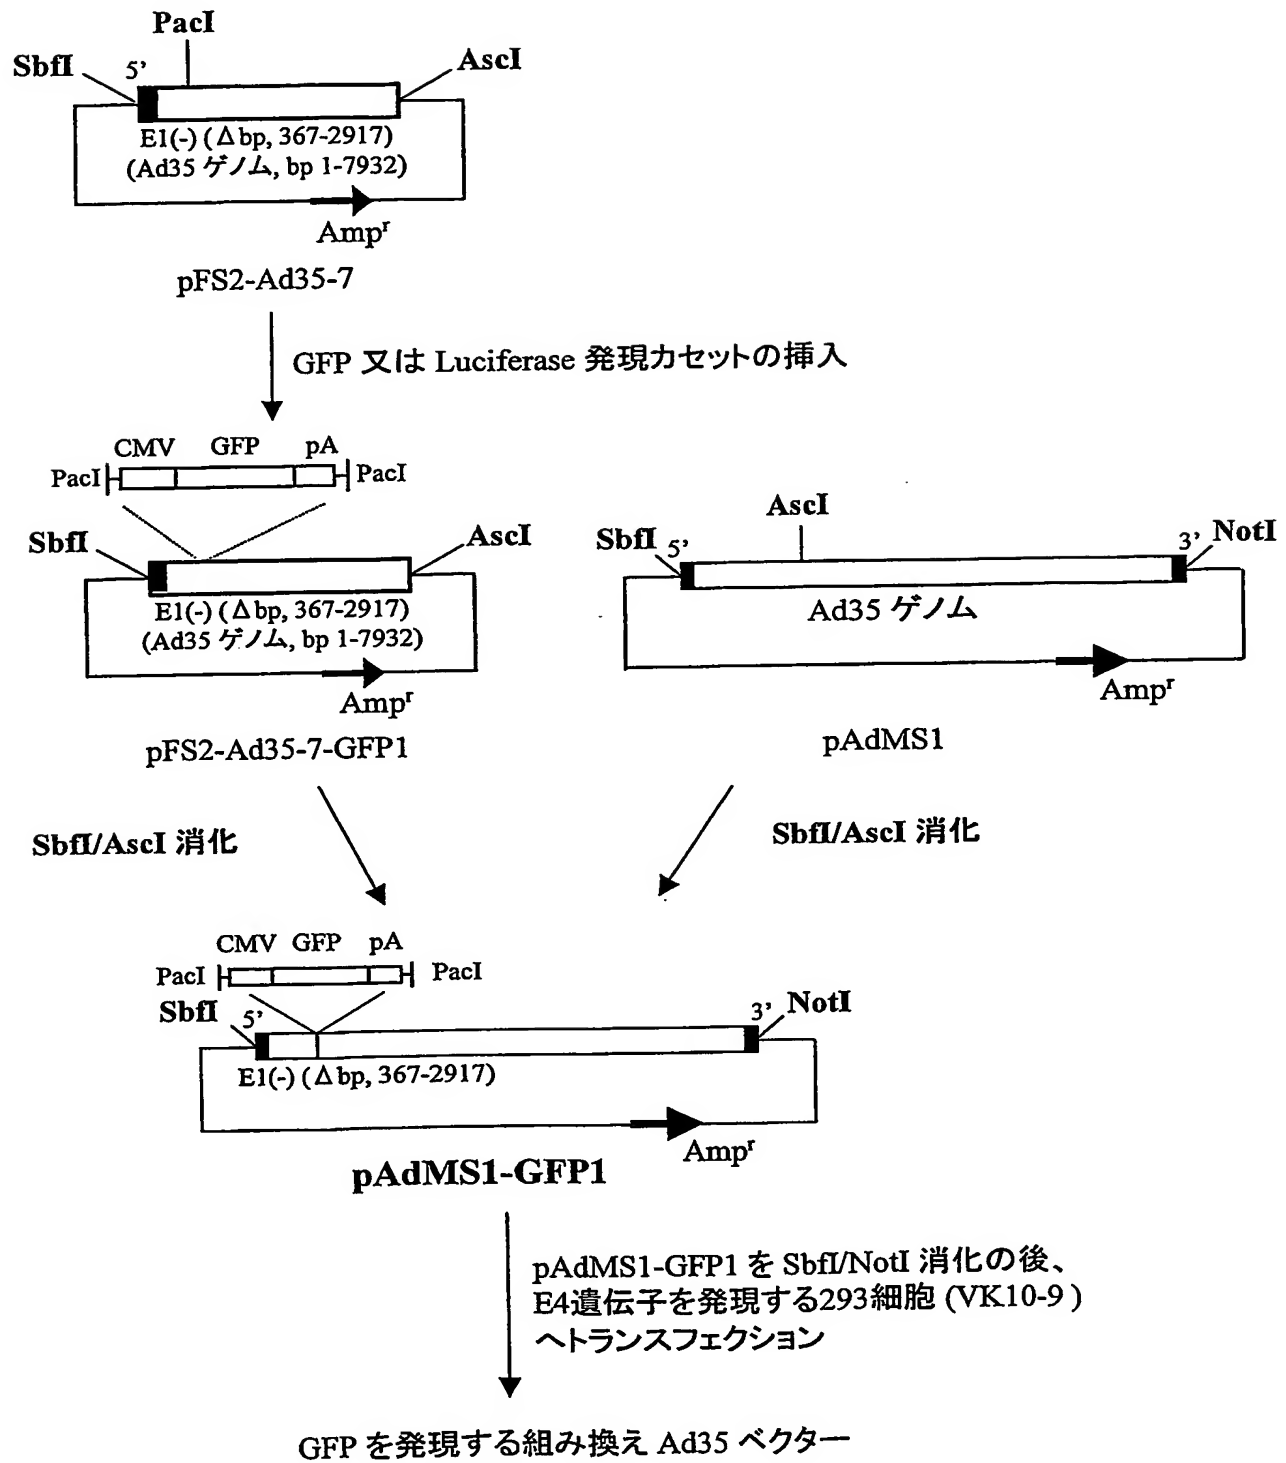 PacI
SbfI
5’
AscI
E1(-) (Δbp, 367-2917)
(Ad35 ゲノム, bp 1-7932)
Ampʳ
pFS2-Ad35-7
GFP 又は Luciferase 発現カセットの挿入
CMV GFP pA
PacI
PacI
SbfI
AscI
E1(-) (Δbp, 367-2917)
(Ad35 ゲノム, bp 1-7932)
Ampʳ
pFS2-Ad35-7-GFP1
AscI
SbfI
5’
3’
NotI
Ad35 ゲノム
Ampʳ
pAdMS1
SbfI/AscI 消化
SbfI/AscI 消化
CMV GFP pA
PacI
PacI
SbfI
5’
3’
NotI
E1(-) (Δbp, 367-2917)
Ampʳ
pAdMS1-GFP1
pAdMS1-GFP1 を SbfI/NotI 消化の後、
E4遺伝子を発現する293細胞 (VK10-9 )
へトランスフェクション
GFP を発現する組み換え Ad35 ベクター